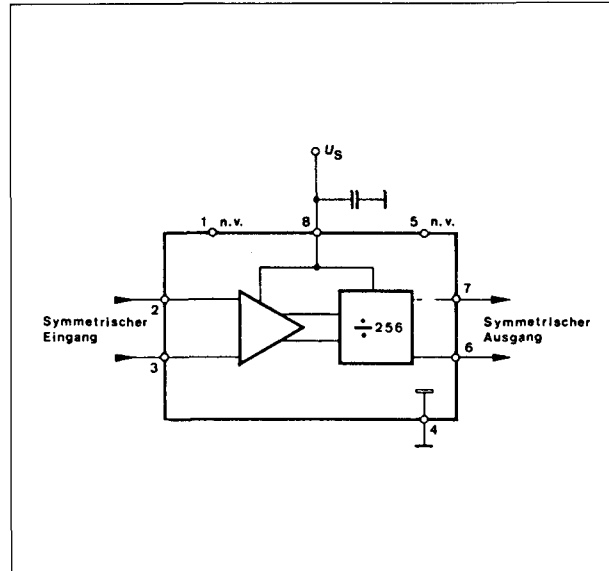 U_S
1 n.v.
8
5 n.v.
2
7
Symmetrischer
Eingang
÷256
Symmetrischer
Ausgang
3
6
4